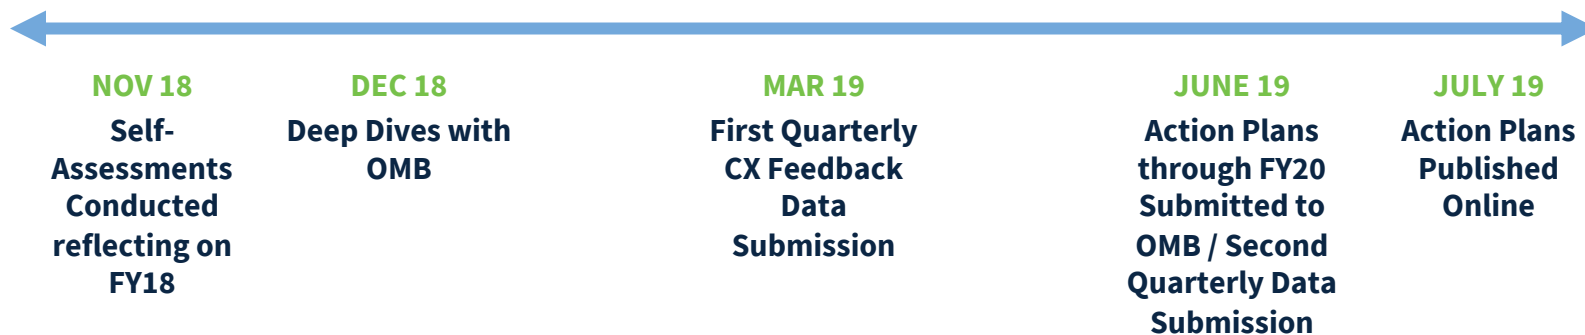 NOV 18
Self-
Assessments
Conducted
reflecting on
FY18
DEC 18
Deep Dives with
OMB
MAR 19
First Quarterly
CX Feedback
Data
Submission
JUNE 19
Action Plans
through FY20
Submitted to
OMB / Second
Quarterly Data
Submission
JULY 19
Action Plans
Published
Online